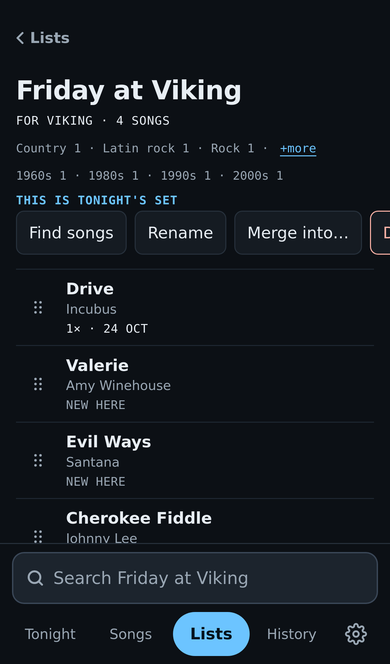 Lists
Friday at Viking
FOR VIKING · 4 SONGS
Country 1 · Latin rock 1 · Rock 1 · +more
1960s 1 · 1980s 1 · 1990s 1 · 2000s 1
THIS IS TONIGHT'S SET
Find songs Rename Merge into…
Drive
Incubus
1× · 24 OCT
Valerie
Amy Winehouse
NEW HERE
Evil Ways
Santana
NEW HERE
Cherokee Fiddle
Johnny Lee
Search Friday at Viking
Tonight Songs Lists History